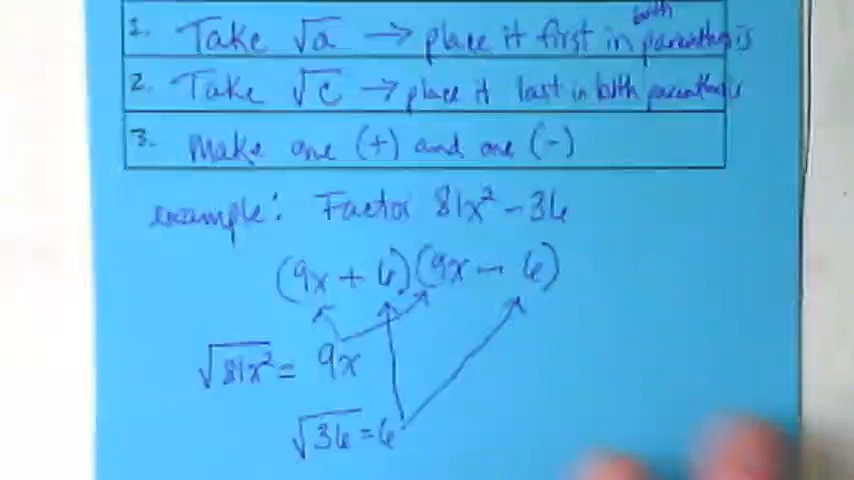 1. Take √a → place it first in both parenthesis
2. Take √c → place it last in both parenthesis
3. Make one (+) and one (-)
example: Factor 81x² - 36
(9x + 6)(9x - 6)
√81x² = 9x
√36 = 6